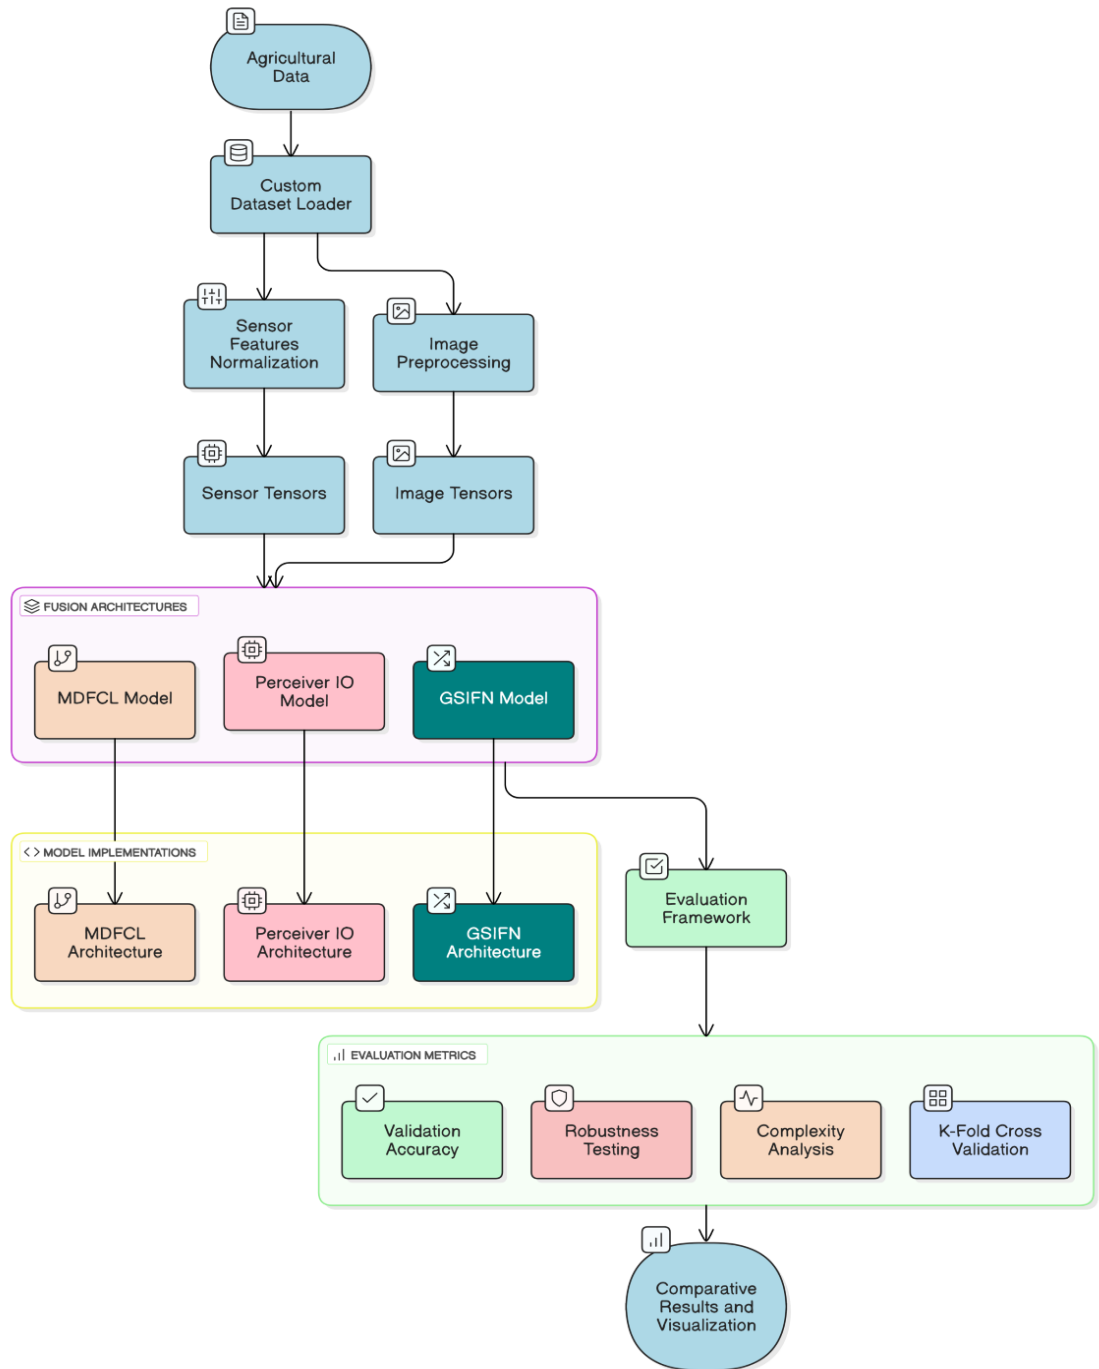 Agricultural
Data
Custom
Dataset Loader
Sensor
Features
Normalization
Image
Preprocessing
Sensor Tensors
Image Tensors
FUSION ARCHITECTURES
MDFCL Model
Perceiver IO
Model
GSIFN Model
MODEL IMPLEMENTATIONS
MDFCL
Architecture
Perceiver IO
Architecture
GSIFN
Architecture
Evaluation
Framework
EVALUATION METRICS
Validation
Accuracy
Robustness
Testing
Complexity
Analysis
K-Fold Cross
Validation
Comparative
Results and
Visualization